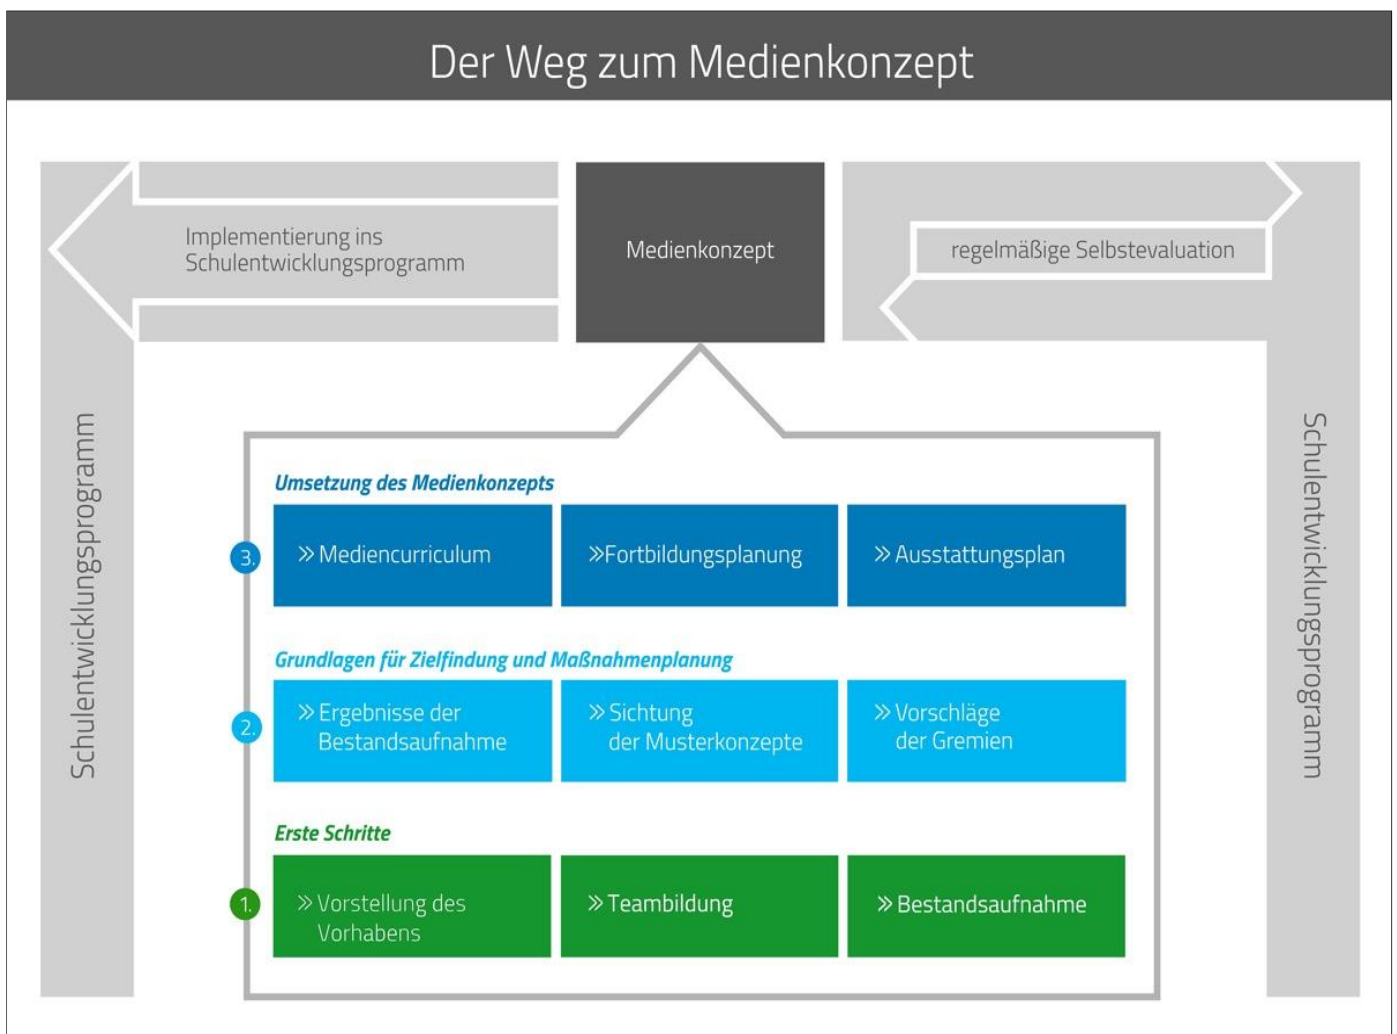 Der Weg zum Medienkonzept
Implementierung ins
Schulentwicklungsprogramm
Medienkonzept
regelmäßige Selbstevaluation
Schulentwicklungsprogramm
Schulentwicklungsprogramm
Umsetzung des Medienkonzepts
3.
» Mediencurriculum
»Fortbildungsplanung
» Ausstattungsplan
Grundlagen für Zielfindung und Maßnahmenplanung
2.
» Ergebnisse der
Bestandsaufnahme
» Sichtung
der Musterkonzepte
» Vorschläge
der Gremien
Erste Schritte
1.
» Vorstellung des
Vorhabens
» Teambildung
» Bestandsaufnahme